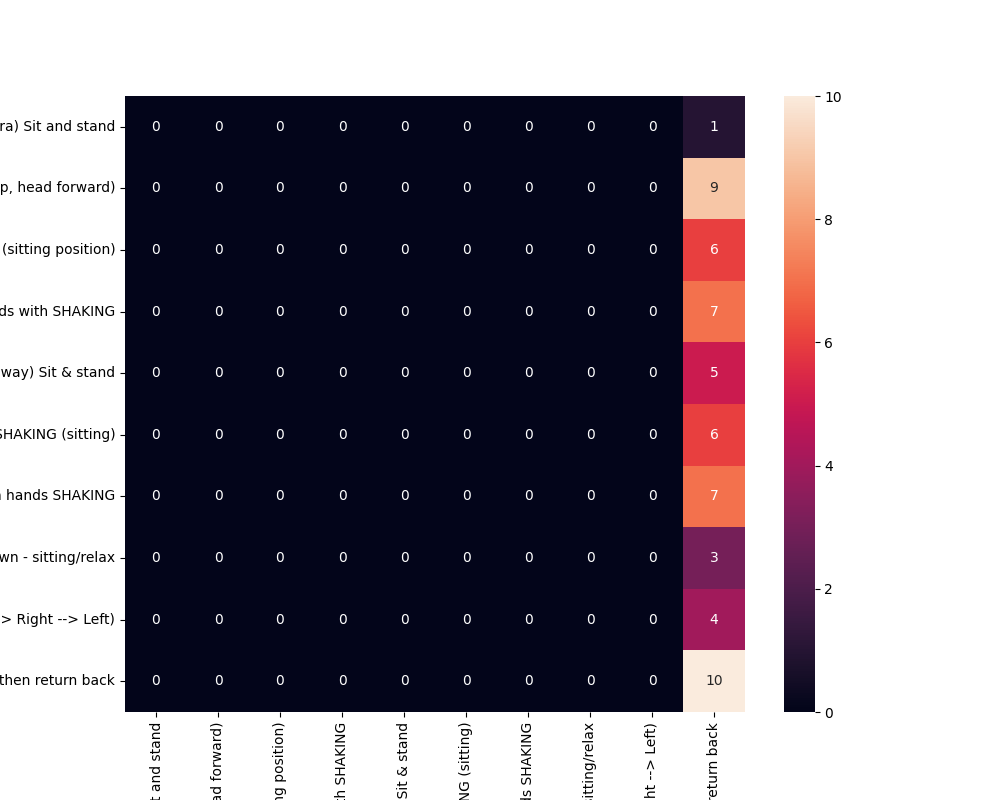 10
ra) Sit and stand 0 0 0 0 0 0 0 0 0 1
p, head forward) 0 0 0 0 0 0 0 0 0 9
8
(sitting position) 0 0 0 0 0 0 0 0 0 6
ds with SHAKING 0 0 0 0 0 0 0 0 0 7
6
way) Sit & stand 0 0 0 0 0 0 0 0 0 5
SHAKING (sitting) 0 0 0 0 0 0 0 0 0 6
4
hands SHAKING 0 0 0 0 0 0 0 0 0 7
wn - sitting/relax 0 0 0 0 0 0 0 0 0 3
2
> Right --> Left) 0 0 0 0 0 0 0 0 0 4
then return back 0 0 0 0 0 0 0 0 0 10
0
t and stand
ad forward)
ng position)
th SHAKING
Sit & stand
NG (sitting)
ds SHAKING
sitting/relax
ht --> Left)
return back